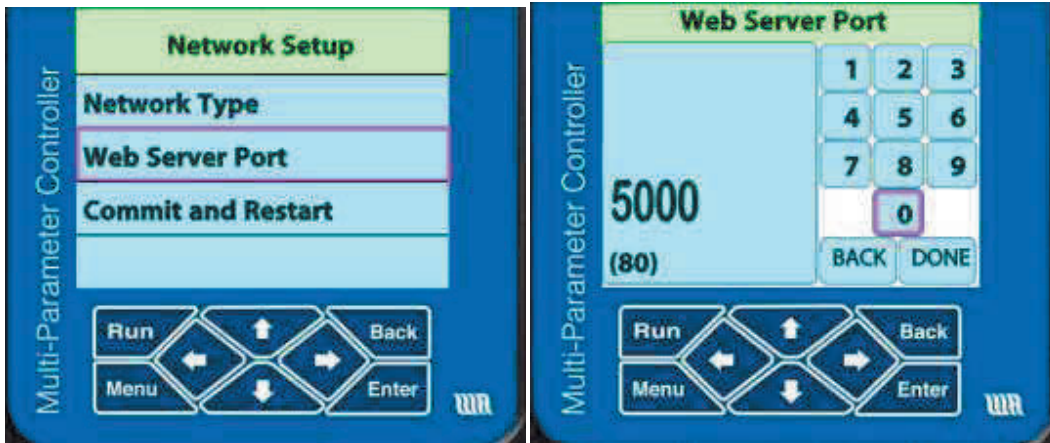 Multi-Parameter Controller
Network Setup
Network Type
Web Server Port
Commit and Restart
Run
Back
Menu
Enter
Multi-Parameter Controller
Web Server Port
1 2 3
4 5 6
7 8 9
0
5000
(80)
BACK DONE
Run
Back
Menu
Enter